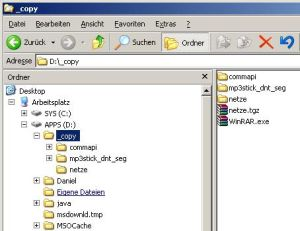 _copy
Datei Bearbeiten Ansicht Favoriten Extras ?
Zurück Suchen Ordner
Adresse D:\_copy
Ordner
Desktop
Arbeitsplatz
SYS (C:)
APPS (D:)
_copy
commapi
mp3stick_dnt_seg
netze
Daniel
Eigene Dateien
java
msdownld.tmp
MSOCache
commapi
mp3stick_dnt_seg
netze
netze.tgz
WinRAR.exe